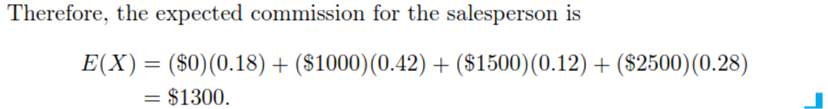 Therefore, the expected commission for the salesperson is
E(X) = ($0)(0.18) + ($1000)(0.42) + ($1500)(0.12) + ($2500)(0.28)
= $1300.